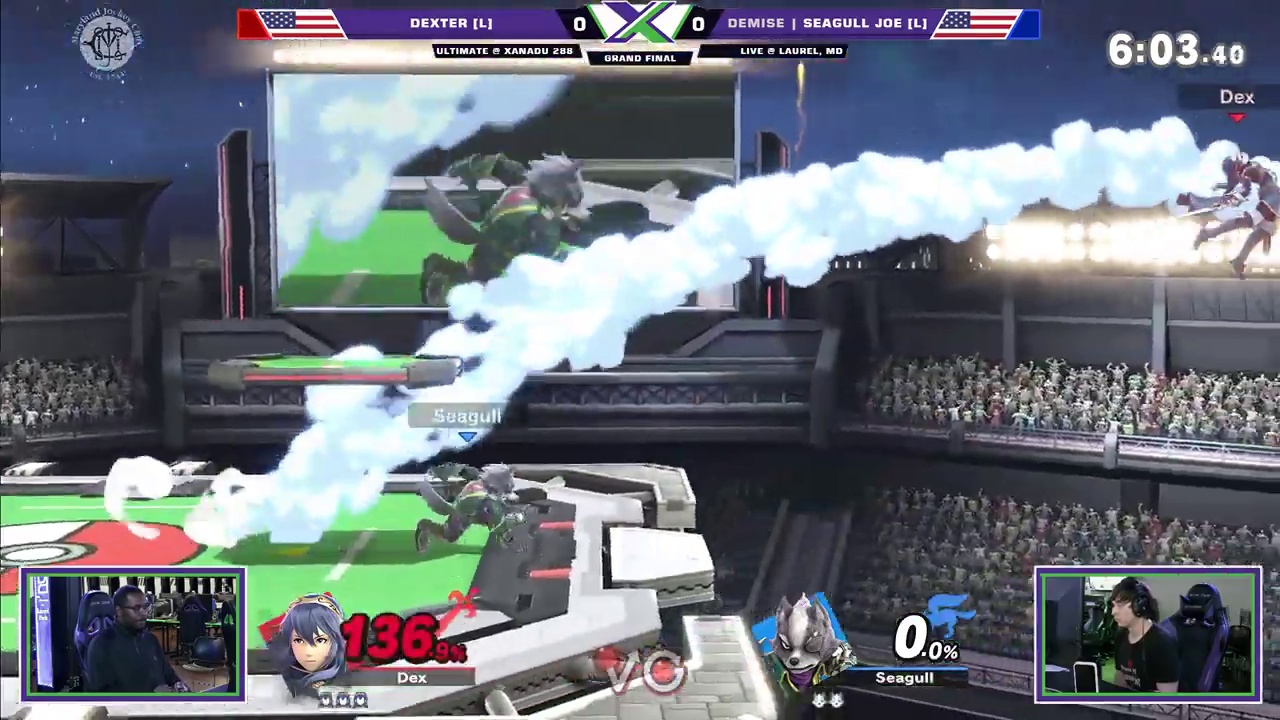 DEXTER [L]
0
0
DEMISE | SEAGULL JOE [L]
ULTIMATE @ XANADU 288
GRAND FINAL
LIVE @ LAUREL, MD
6:03.40
Dex
Seagull
136.9%
Dex
VG
0.0%
Seagull